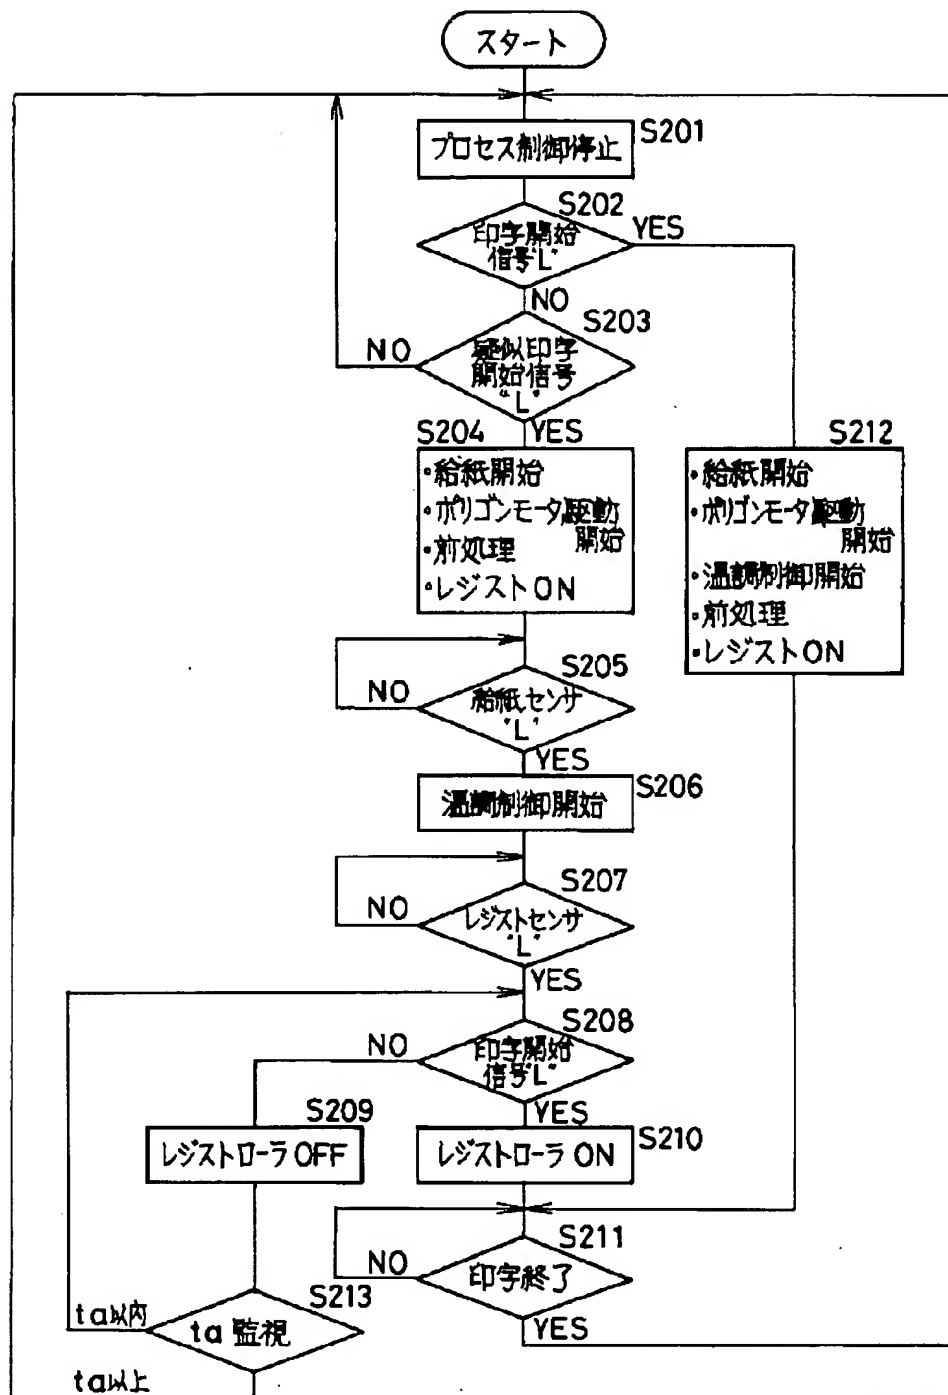 スタート
S201
プロセス制御停止
S202
印字開始
信号"L"
YES
NO
S203
疑似印字
開始信号
"L"
NO
YES
S204
・給紙開始
・ポリゴンモータ駆動
開始
・前処理
・レジストON
S212
・給紙開始
・ポリゴンモータ駆動
開始
・温調制御開始
・前処理
・レジストON
S205
給紙センサ
"L"
NO
YES
S206
温調制御開始
S207
レジストセンサ
"L"
NO
YES
S208
印字開始
信号"L"
NO
YES
S209
レジストローラ OFF
S210
レジストローラ ON
S211
印字終了
NO
YES
S213
ta 監視
ta以内
ta以上